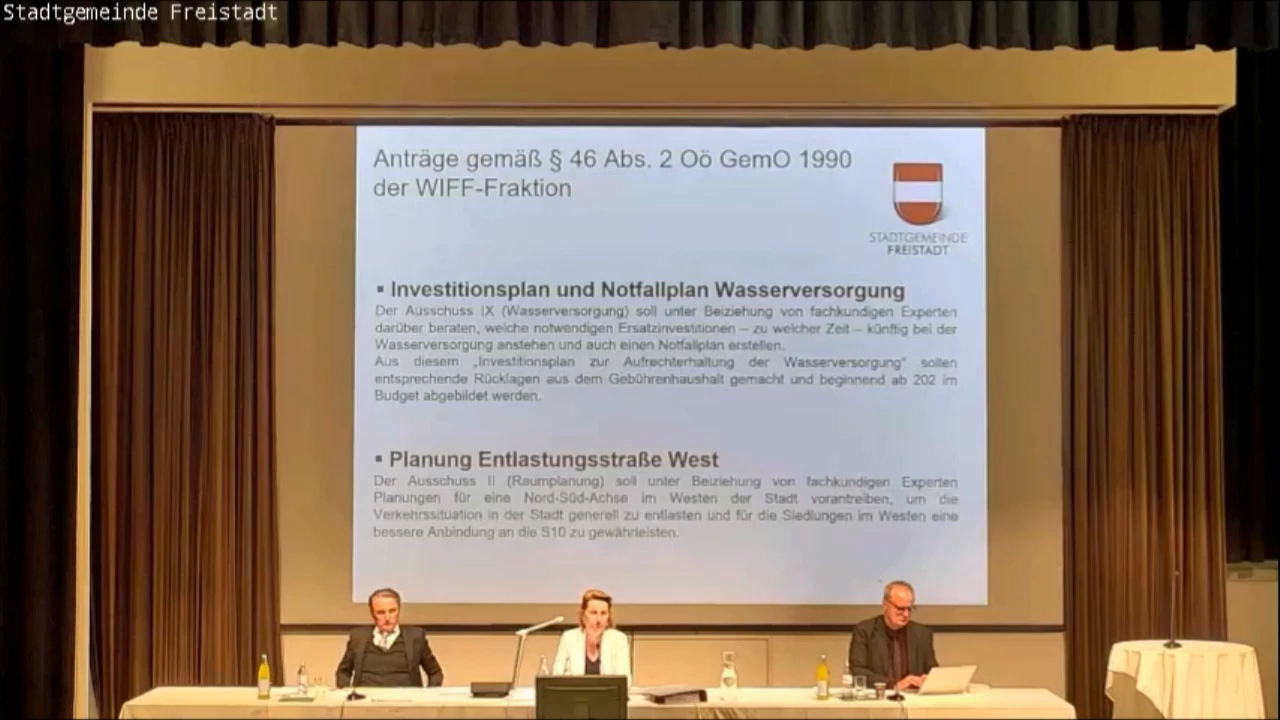 Stadtgemeinde Freistadt
Anträge gemäß § 46 Abs. 2 Oö GemO 1990
der WIFF-Fraktion
STADTGEMEINDE
FREISTADT
▪ Investitionsplan und Notfallplan Wasserversorgung
Der Ausschuss IX (Wasserversorgung) soll unter Beiziehung von fachkundigen Experten
darüber beraten, welche notwendigen Ersatzinvestitionen – zu welcher Zeit – künftig bei der
Wasserversorgung anstehen und auch einen Notfallplan erstellen.
Aus diesem „Investitionsplan zur Aufrechterhaltung der Wasserversorgung“ sollen
entsprechende Rücklagen aus dem Gebührenhaushalt gemacht und beginnend ab 202 im
Budget abgebildet werden.
▪ Planung Entlastungsstraße West
Der Ausschuss II (Raumplanung) soll unter Beiziehung von fachkundigen Experten
Planungen für eine Nord-Süd-Achse im Westen der Stadt vorantreiben, um die
Verkehrssituation in der Stadt generell zu entlasten und für die Siedlungen im Westen eine
bessere Anbindung an die S10 zu gewährleisten.